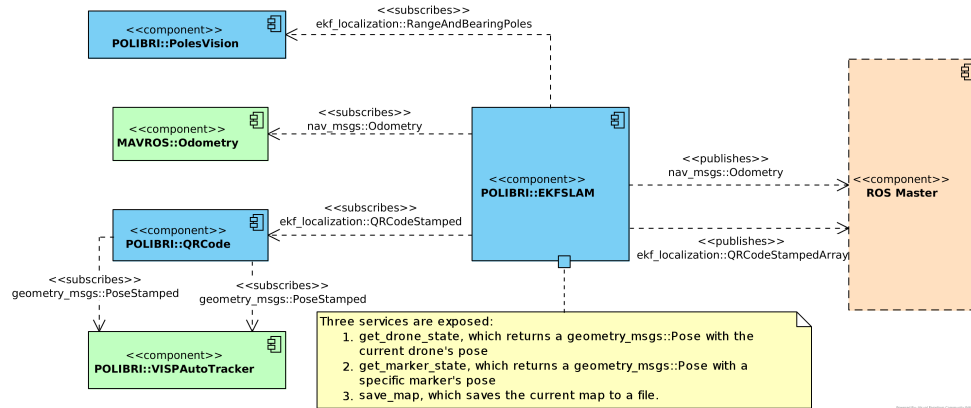 <<subscribes>>
ekf_localization::RangeAndBearingPoles
<<component>>
POLIBRI::PolesVision
<<subscribes>>
nav_msgs::Odometry
<<component>>
MAVROS::Odometry
<<component>>
POLIBRI::EKFSLAM
<<publishes>>
nav_msgs::Odometry
<<component>>
ROS Master
<<subscribes>>
ekf_localization::QRCodeStamped
<<component>>
POLIBRI::QRCode
<<publishes>>
ekf_localization::QRCodeStampedArray
<<subscribes>>
geometry_msgs::PoseStamped
<<subscribes>>
geometry_msgs::PoseStamped
<<component>>
POLIBRI::VISPAutoTracker
Three services are exposed:
1. get_drone_state, which returns a geometry_msgs::Pose with the
current drone's pose
2. get_marker_state, which returns a geometry_msgs::Pose with a
specific marker's pose
3. save_map, which saves the current map to a file.